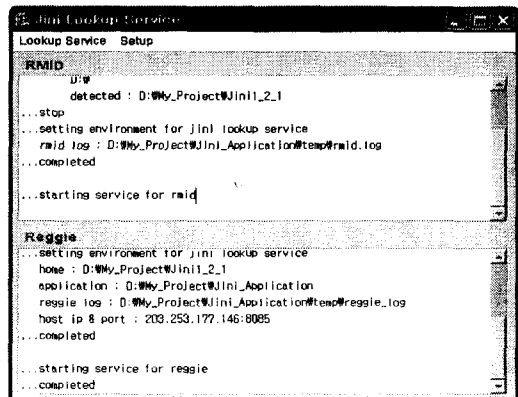 Jini Lookup Service
Lookup Service Setup
RMID
D:₩
detected : D:₩My_Project₩Jini1_2_1
...stop
...setting environment for jini lookup service
rmid log : D:₩My_Project₩Jini_Application₩temp₩rmid.log
...completed
...starting service for rmid
Reggie
...setting environment for jini lookup service
home : D:₩My_Project₩Jini1_2_1
application : D:₩My_Project₩Jini_Application
reggie log : D:₩My_Project₩Jini_Application₩temp₩reggie_log
host ip & port : 203.253.177.146:8085
...completed
...starting service for reggie
...completed